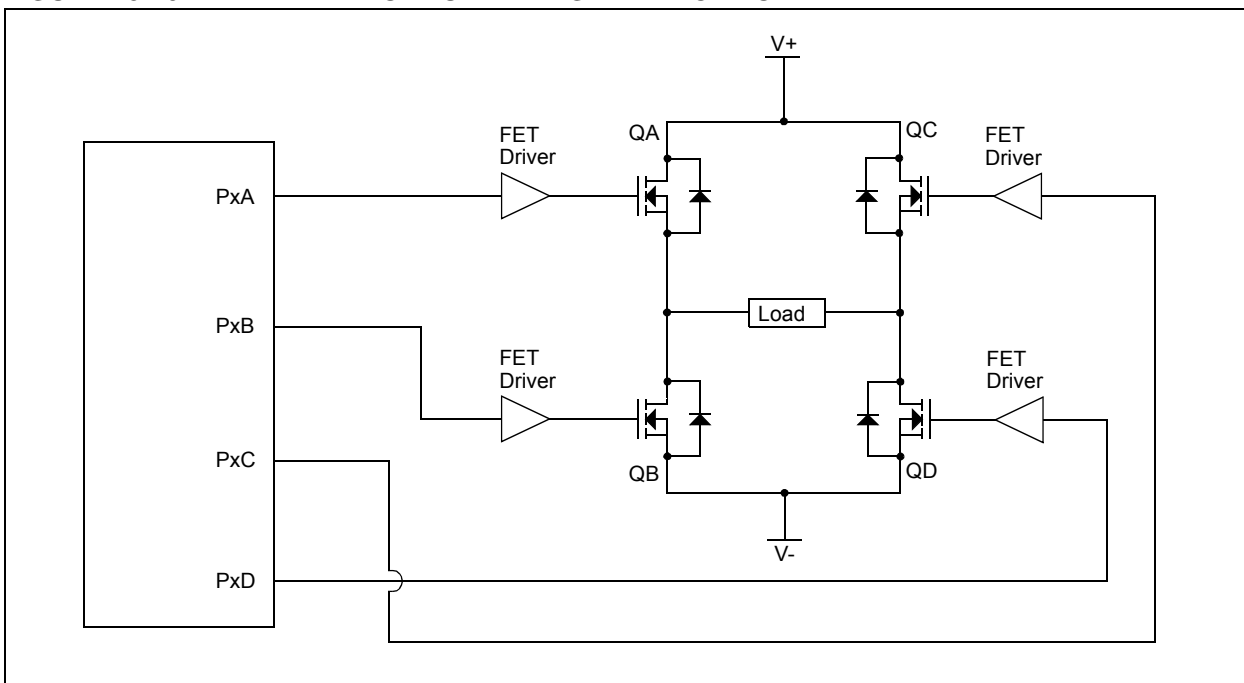 V+
QA
QC
FET
Driver
FET
Driver
PxA
Load
PxB
FET
Driver
FET
Driver
PxC
QB
QD
V-
PxD